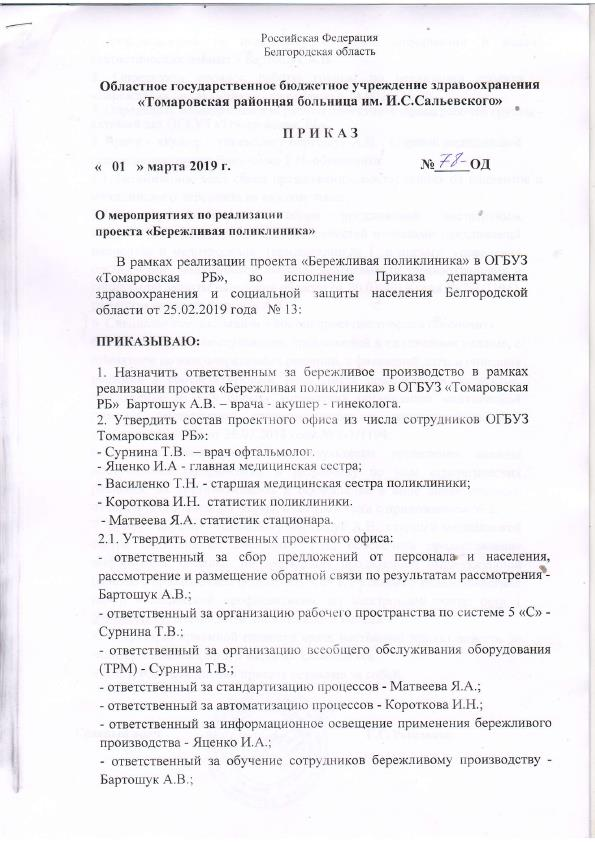 Российская Федерация
Белгородская область
Областное государственное бюджетное учреждение здравоохранения
«Томаровская районная больница им. И.С.Сальевского»
П Р И К А З
« 01 » марта 2019 г. № 78-ОД
О мероприятиях по реализации
проекта «Бережливая поликлиника»
В рамках реализации проекта «Бережливая поликлиника» в ОГБУЗ
«Томаровская РБ», во исполнение Приказа департамента
здравоохранения и социальной защиты населения Белгородской
области от 25.02.2019 года № 13:
ПРИКАЗЫВАЮ:
1. Назначить ответственным за бережливое производство в рамках
реализации проекта «Бережливая поликлиника» в ОГБУЗ «Томаровская
РБ» Бартошук А.В. – врача - акушер - гинеколога.
2. Утвердить состав проектного офиса из числа сотрудников ОГБУЗ
Томаровская РБ»:
- Сурнина Т.В. – врач офтальмолог.
- Яценко И.А - главная медицинская сестра;
- Василенко Т.Н. - старшая медицинская сестра поликлиники;
- Короткова И.Н. статистик поликлиники.
- Матвеева Я.А. статистик стационара.
2.1. Утвердить ответственных проектного офиса:
- ответственный за сбор предложений от персонала и населения,
рассмотрение и размещение обратной связи по результатам рассмотрения -
Бартошук А.В.;
- ответственный за организацию рабочего пространства по системе 5 «С» -
Сурнина Т.В.;
- ответственный за организацию всеобщего обслуживания оборудования
(ТРМ) - Сурнина Т.В.;
- ответственный за стандартизацию процессов - Матвеева Я.А.;
- ответственный за автоматизацию процессов - Короткова И.Н.;
- ответственный за информационное освещение применения бережливого
производства - Яценко И.А.;
- ответственный за обучение сотрудников бережливому производству -
Бартошук А.В.;